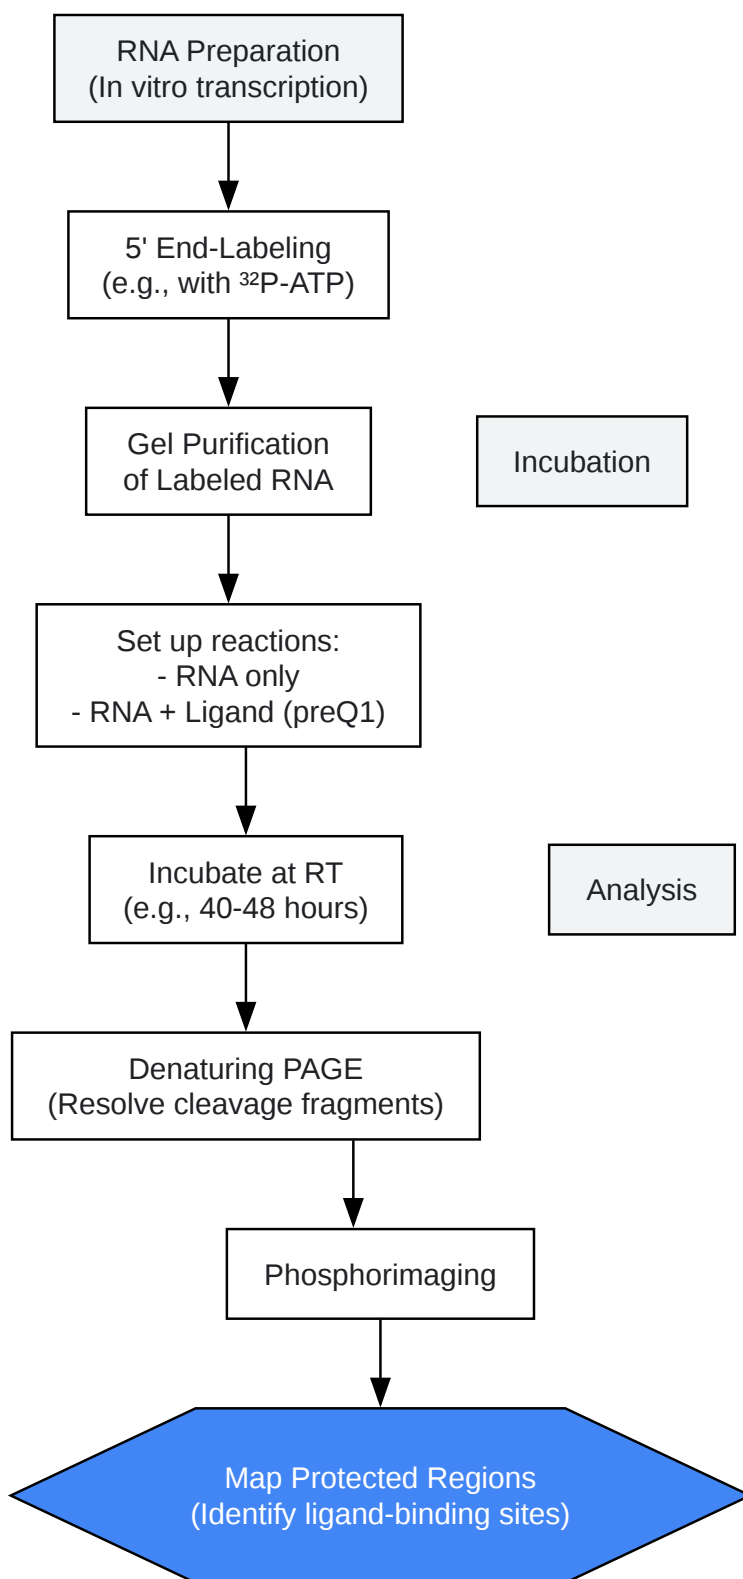 RNA Preparation
(In vitro transcription)
5' End-Labeling
(e.g., with ³²P-ATP)
Gel Purification
of Labeled RNA
Incubation
Set up reactions:
- RNA only
- RNA + Ligand (preQ1)
Incubate at RT
(e.g., 40-48 hours)
Analysis
Denaturing PAGE
(Resolve cleavage fragments)
Phosphorimaging
Map Protected Regions
(Identify ligand-binding sites)